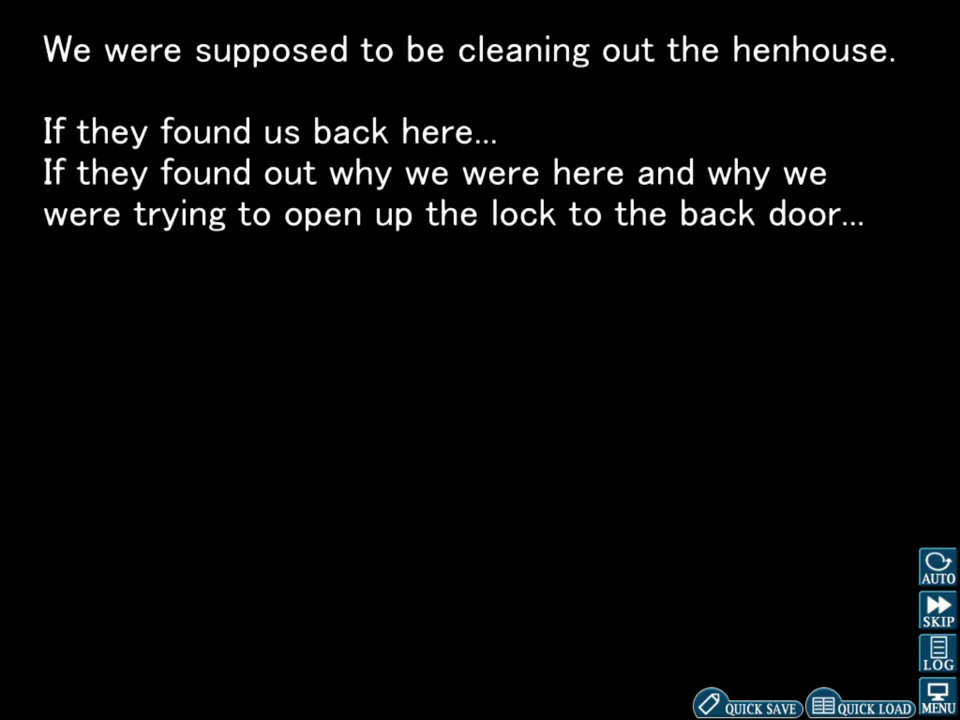 We were supposed to be cleaning out the henhouse.
If they found us back here...
If they found out why we were here and why we
were trying to open up the lock to the back door...
AUTO
SKIP
LOG
QUICK SAVE
QUICK LOAD
MENU